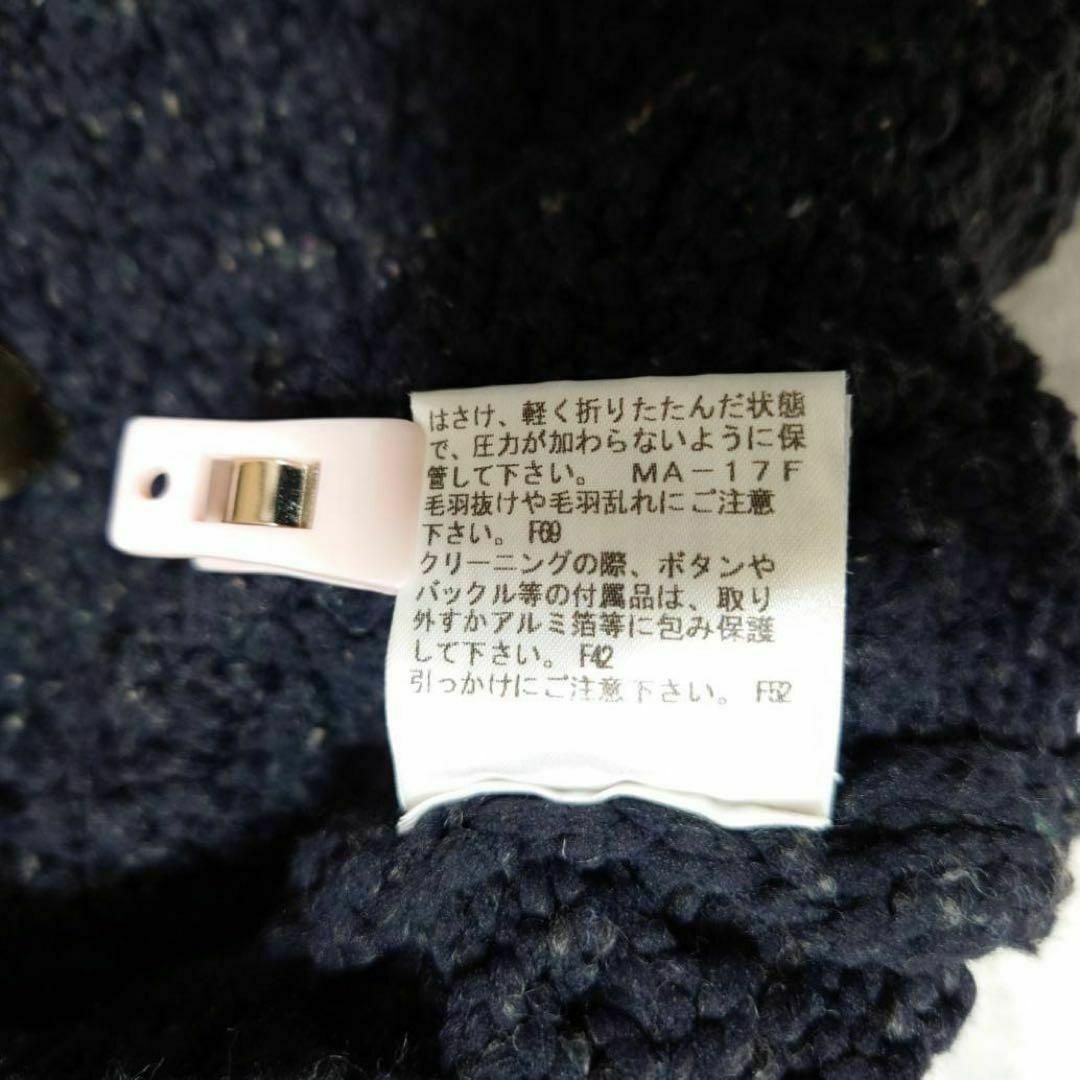 はさけ、軽く折りたたんだ状態
で、圧力が加わらないように保
管して下さい。 MA－17F
毛羽抜けや毛羽乱れにご注意
下さい。 F69
クリーニングの際、ボタンや
バックル等の付属品は、取り
外すかアルミ箔等に包み保護
して下さい。 F42
引っかけにご注意下さい。 F52